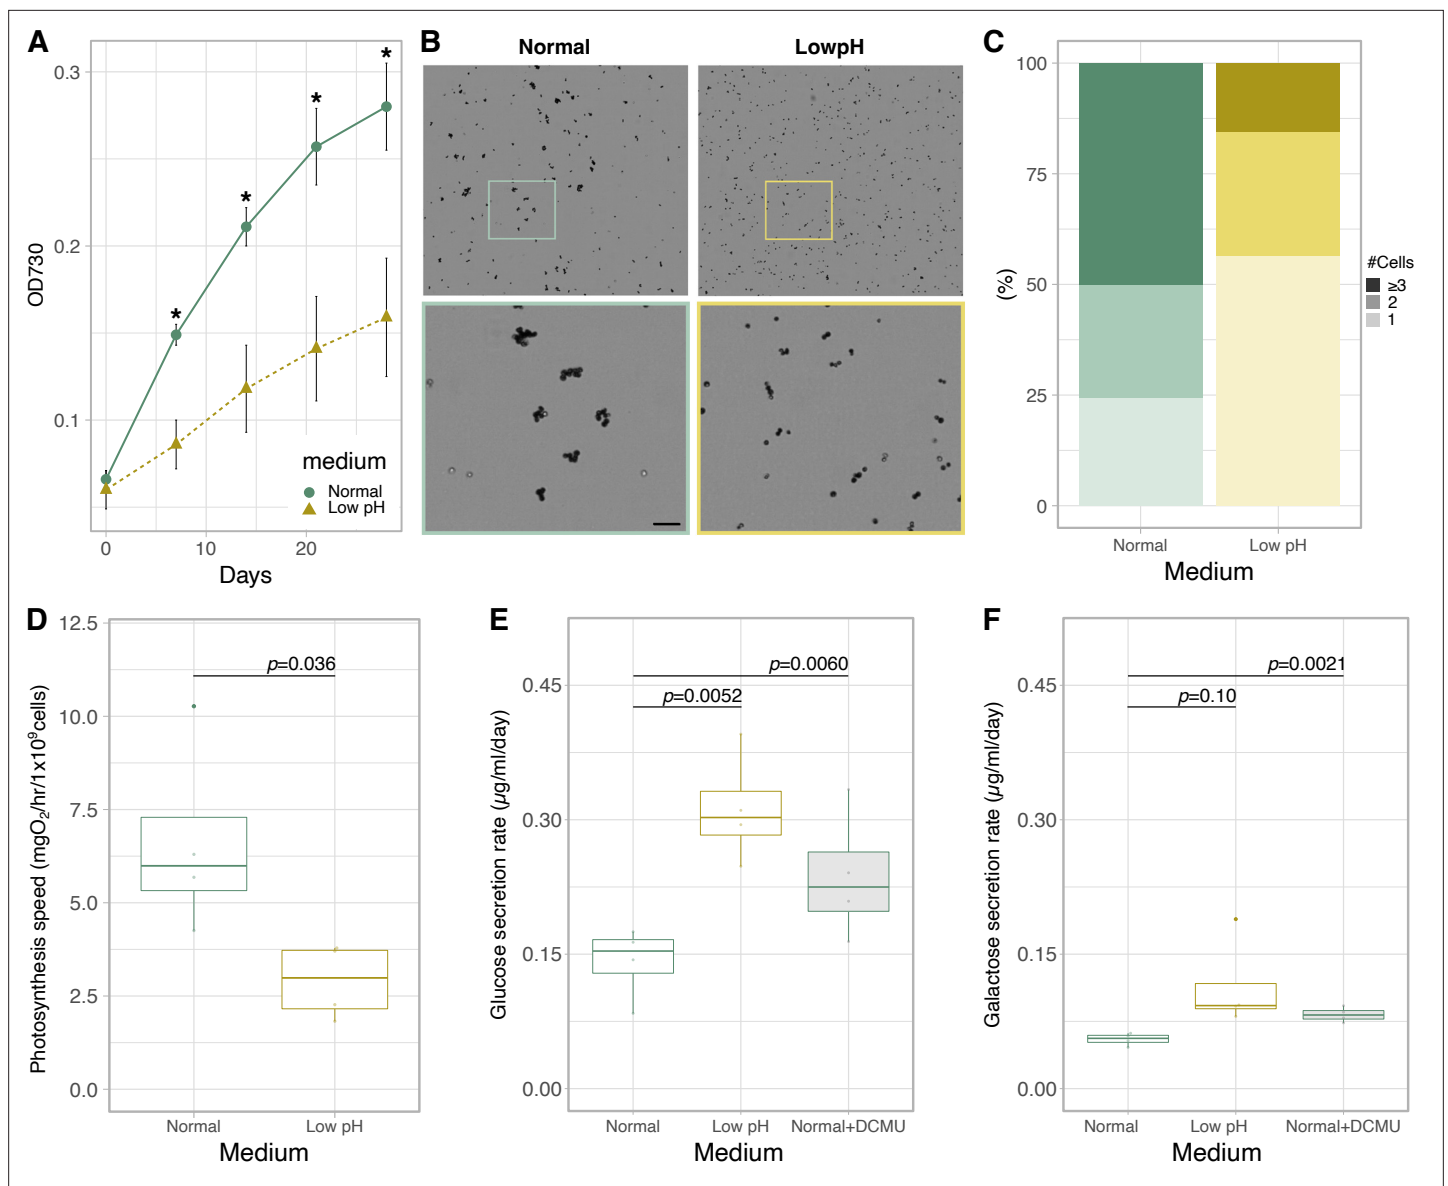 A
0.3
0.2
0.1
OD730
0
10
20
Days
medium
Normal
Low pH
*
*
*
*
B
Normal
LowpH
C
100
75
50
25
0
(%)
Normal
Low pH
Medium
#Cells
≥3
2
1
D
12.5
10.0
7.5
5.0
2.5
0.0
Photosynthesis speed (mgO₂/hr/1x10⁹cells)
p=0.036
Normal
Low pH
Medium
E
0.45
0.30
0.15
0.00
Glucose secretion rate (µg/ml/day)
p=0.0060
p=0.0052
Normal
Low pH
Normal+DCMU
Medium
F
0.45
0.30
0.15
0.00
Galactose secretion rate (µg/ml/day)
p=0.0021
p=0.10
Normal
Low pH
Normal+DCMU
Medium